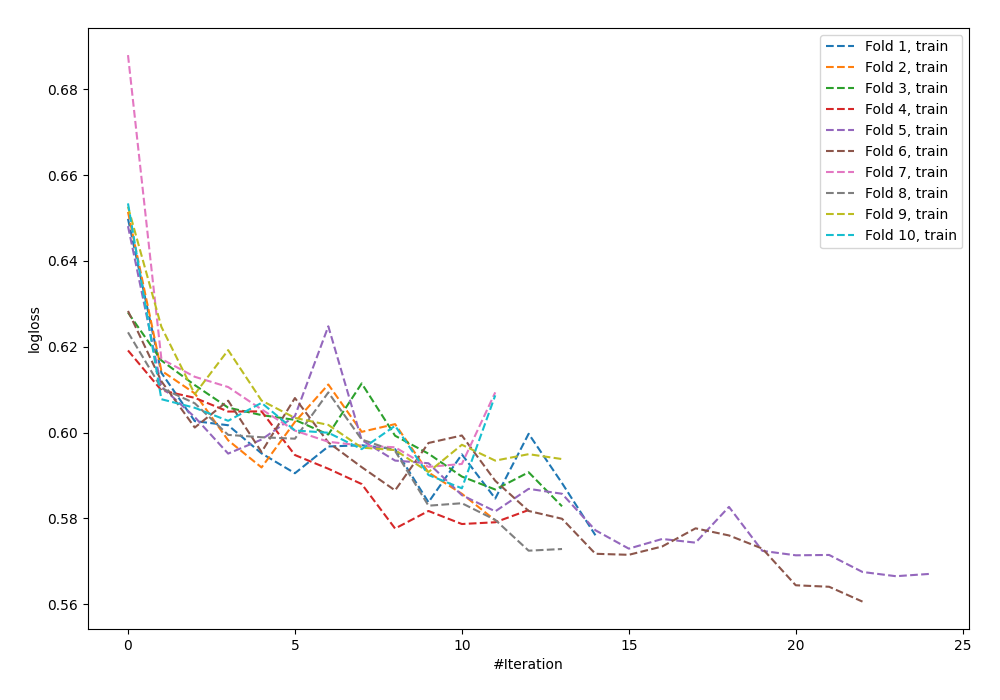 Fold 1, train
Fold 2, train
Fold 3, train
Fold 4, train
Fold 5, train
Fold 6, train
Fold 7, train
Fold 8, train
Fold 9, train
Fold 10, train
0.68
0.66
0.64
0.62
0.60
0.58
0.56
logloss
0 5 10 15 20 25
#Iteration